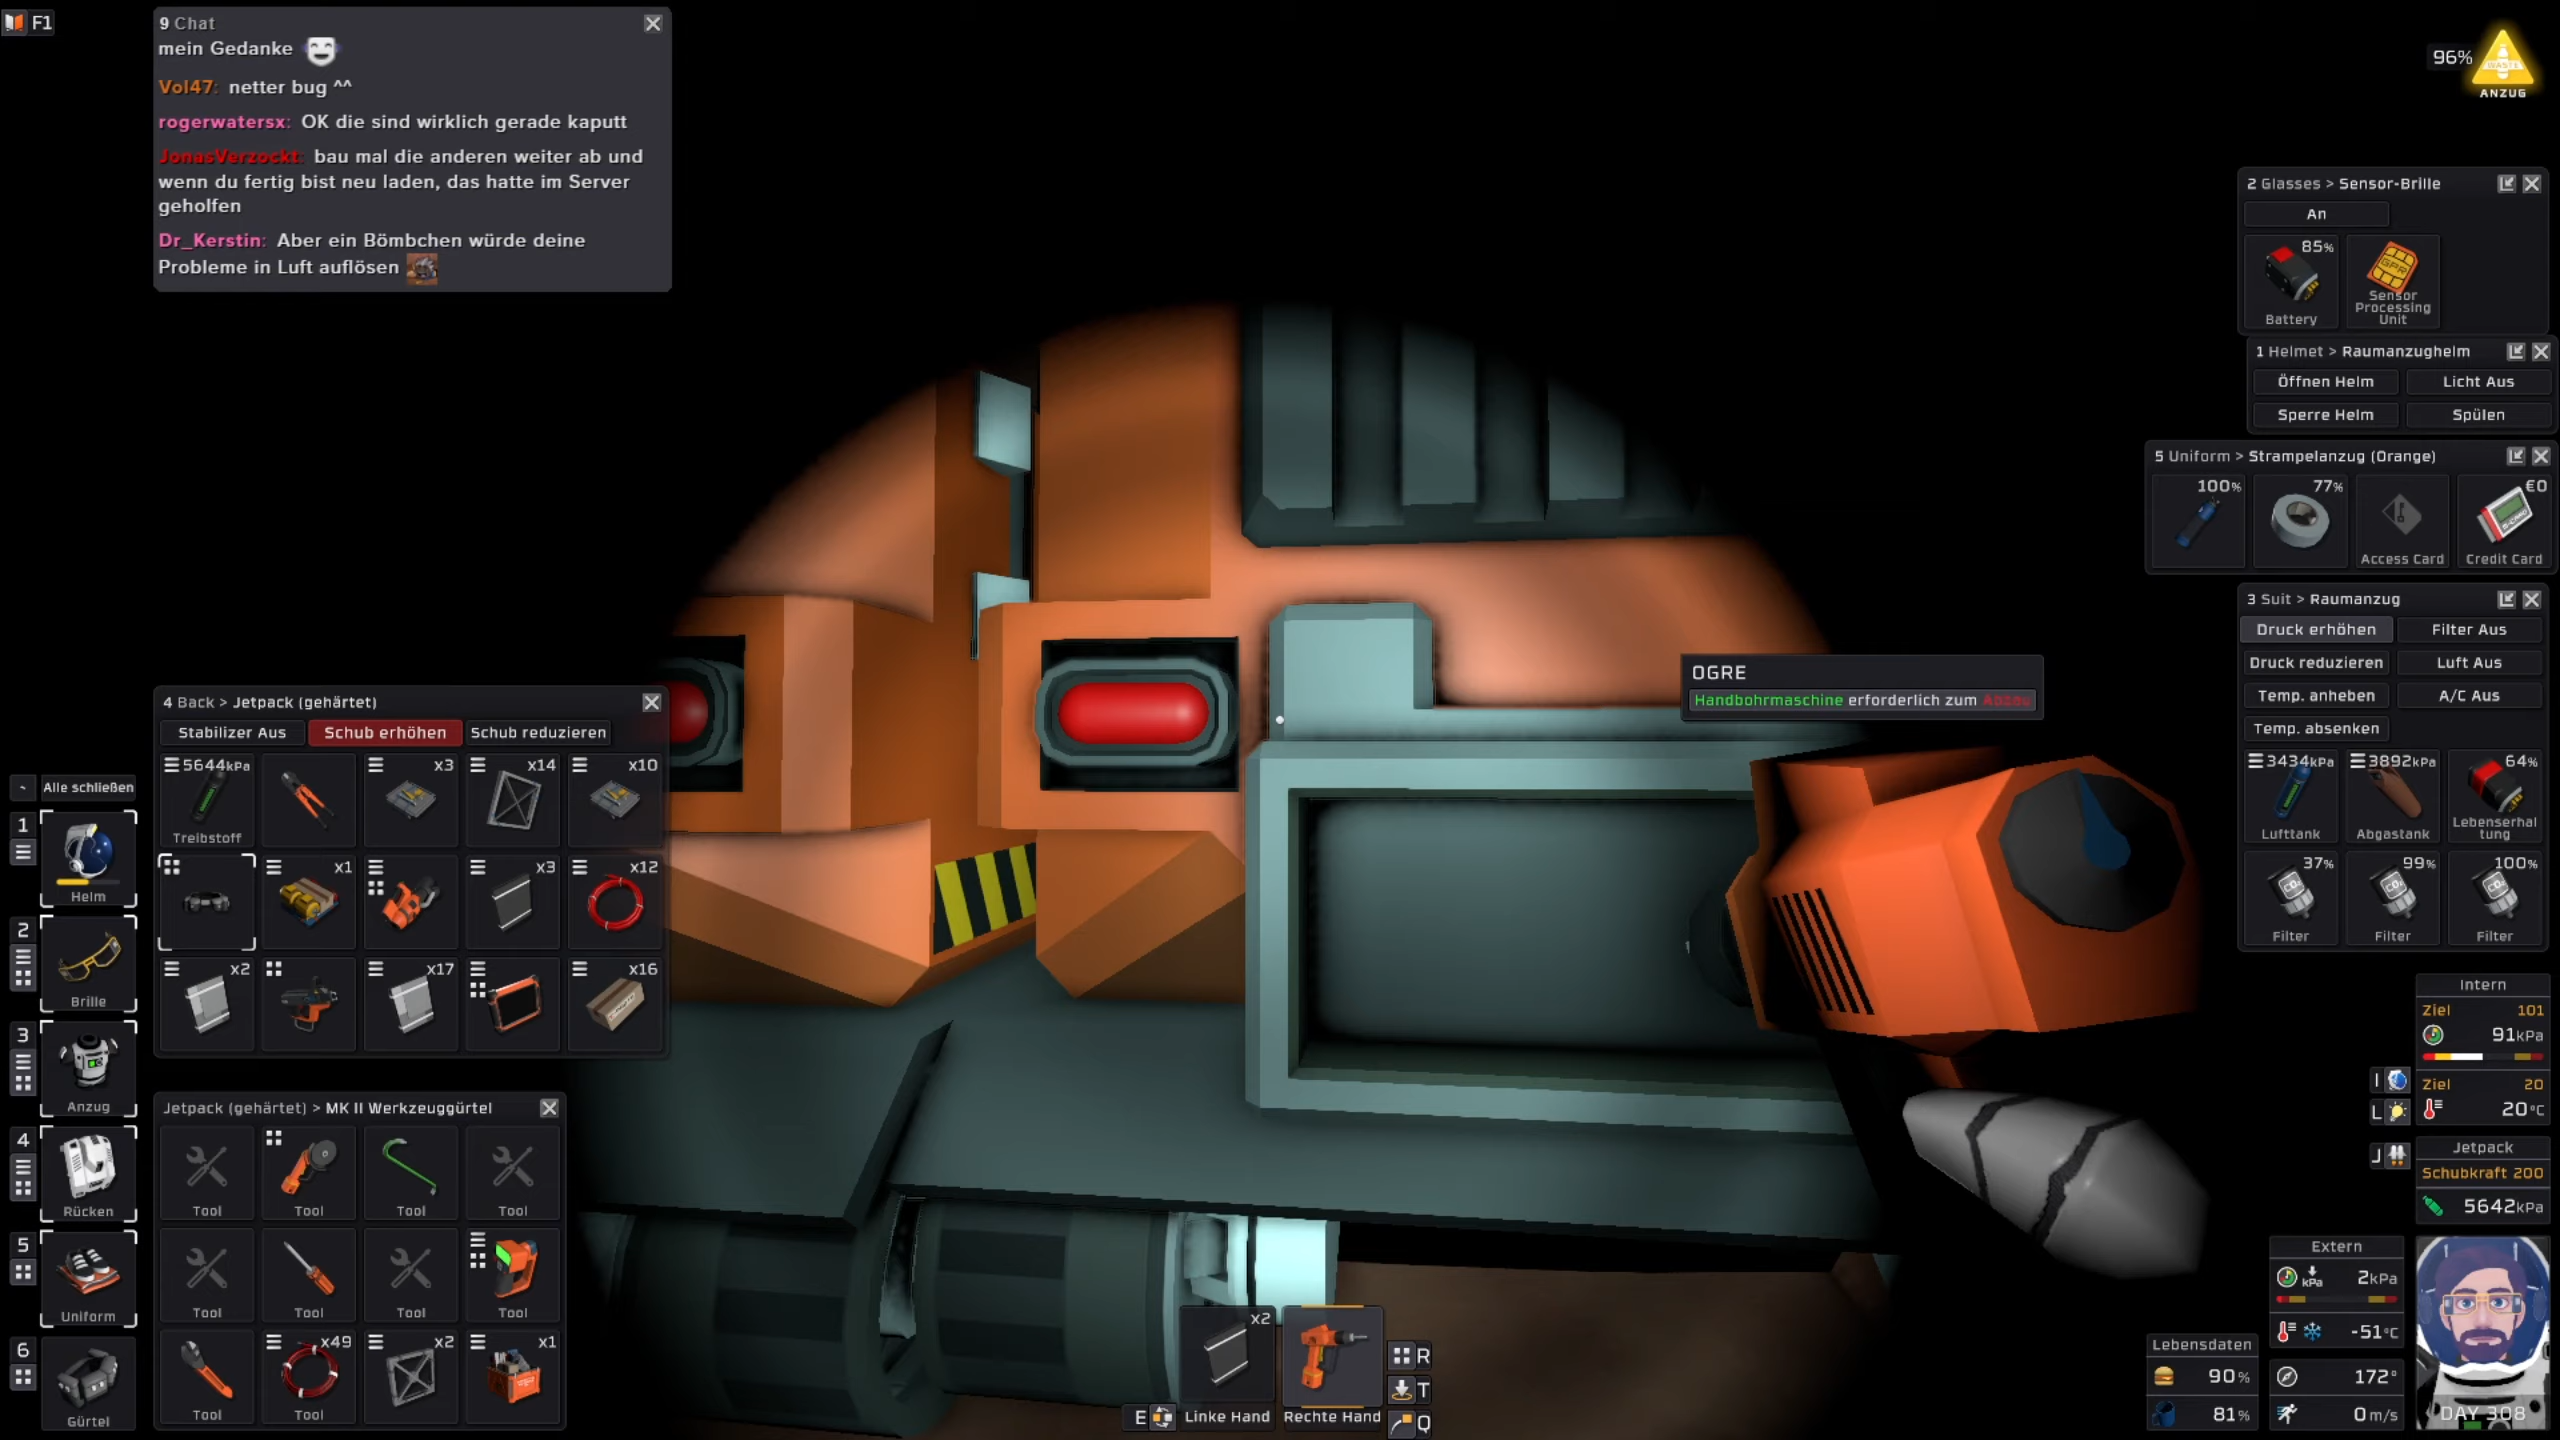 F1
9 Chat
mein Gedanke
Vol47: netter bug ^^
rogerwatersx: OK die sind wirklich gerade kaputt
JonasVerzockt: bau mal die anderen weiter ab und
wenn du fertig bist neu laden, das hatte im Server
geholfen
Dr_Kerstin: Aber ein Bömbchen würde deine
Probleme in Luft auflösen
96%
WASTE
ANZUG
2 Glasses > Sensor-Brille
An
85%
Battery
GPR
Sensor
Processing
Unit
1 Helmet > Raumanzughelm
Öffnen Helm
Licht Aus
Sperre Helm
Spülen
5 Uniform > Strampelanzug (Orange)
100%
77%
Access Card
€0
Credit Card
3 Suit > Raumanzug
Druck erhöhen
Filter Aus
Druck reduzieren
Luft Aus
Temp. anheben
A/C Aus
Temp. absenken
3434kPa
Lufttank
3892kPa
Abgastank
64%
Lebenserhal
tung
37%
Filter
99%
Filter
100%
Filter
OGRE
Handbohrmaschine erforderlich zum Abbau
4 Back > Jetpack (gehärtet)
Stabilizer Aus
Schub erhöhen
Schub reduzieren
5644kPa
Treibstoff
x3
x14
x10
x1
x3
x12
x2
x17
x16
Alle schließen
1
Helm
2
Brille
3
Anzug
4
Rücken
5
Uniform
6
Gürtel
Jetpack (gehärtet) > MK II Werkzeuggürtel
Tool
Tool
Tool
Tool
Tool
Tool
Tool
Tool
Tool
x49
Tool
x2
x1
x2
E
Linke Hand
Rechte Hand
R
T
Q
Intern
Ziel 101
91kPa
Ziel 20
20°C
I
L
J
Jetpack
Schubkraft 200
5642kPa
Extern
kPa
2kPa
-51°C
172°
0m/s
Lebensdaten
90%
81%
DAY 308